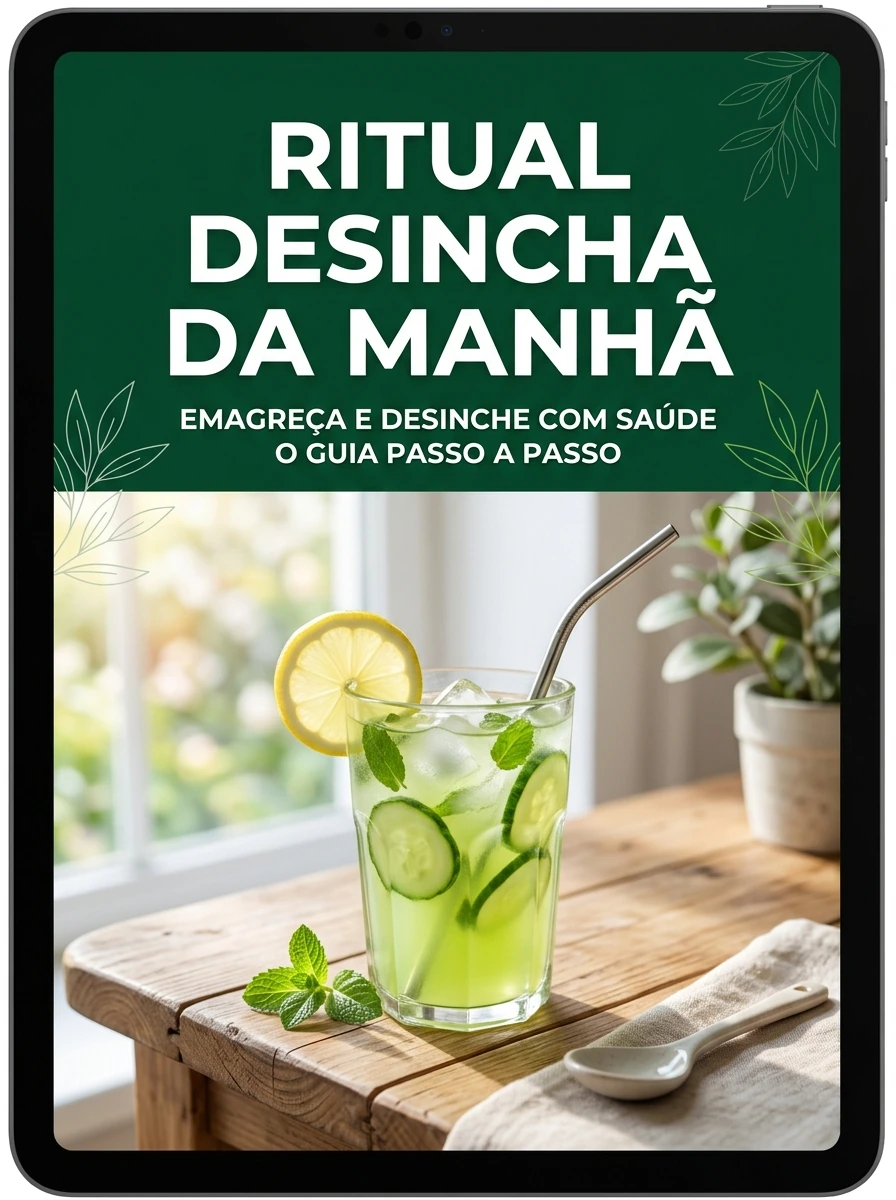 RITUAL
DESINCHA
DA MANHÃ
EMAGREÇA E DESINCHE COM SAÚDE
O GUIA PASSO A PASSO